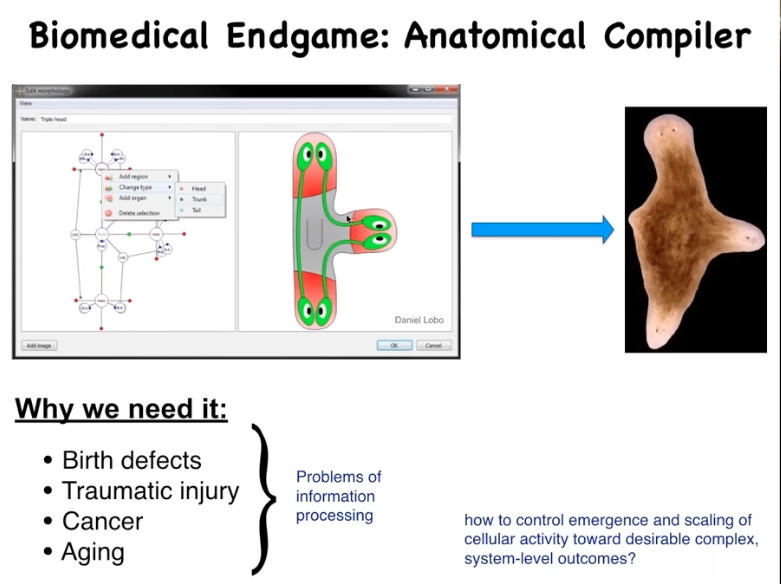 Biomedical Endgame: Anatomical Compiler
Edit morphology
View
Name: Triple head
Add region
Change type
Add organ
Delete selection
Head
Trunk
Tail
Daniel Lobo
Add image
OK
Cancel
Why we need it:
• Birth defects
• Traumatic injury
• Cancer
• Aging
Problems of
information
processing
how to control emergence and scaling of
cellular activity toward desirable complex,
system-level outcomes?